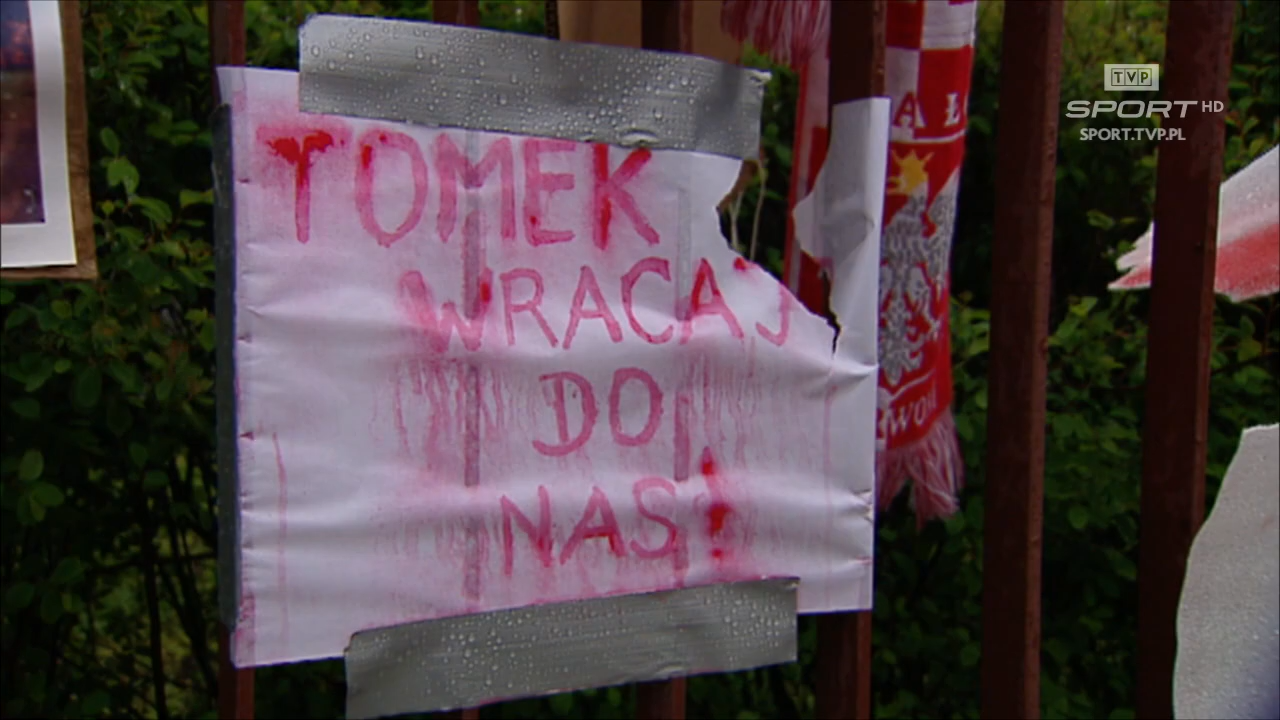 TVP
SPORT HD
SPORT.TVP.PL
TOMEK
WRACAJ
DO
NAS!